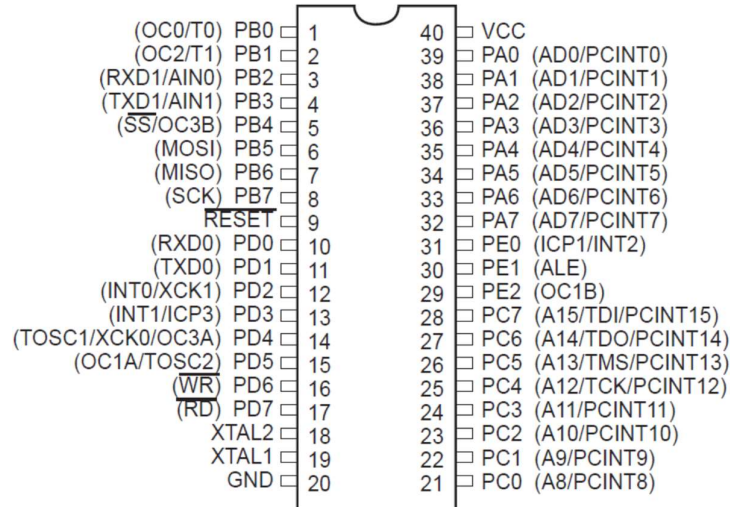 (OC0/T0) PB0 1 40 VCC
(OC2/T1) PB1 2 39 PA0 (AD0/PCINT0)
(RXD1/AIN0) PB2 3 38 PA1 (AD1/PCINT1)
(TXD1/AIN1) PB3 4 37 PA2 (AD2/PCINT2)
(SS/OC3B) PB4 5 36 PA3 (AD3/PCINT3)
(MOSI) PB5 6 35 PA4 (AD4/PCINT4)
(MISO) PB6 7 34 PA5 (AD5/PCINT5)
(SCK) PB7 8 33 PA6 (AD6/PCINT6)
RESET 9 32 PA7 (AD7/PCINT7)
(RXD0) PD0 10 31 PE0 (ICP1/INT2)
(TXD0) PD1 11 30 PE1 (ALE)
(INT0/XCK1) PD2 12 29 PE2 (OC1B)
(INT1/ICP3) PD3 13 28 PC7 (A15/TDI/PCINT15)
(TOSC1/XCK0/OC3A) PD4 14 27 PC6 (A14/TDO/PCINT14)
(OC1A/TOSC2) PD5 15 26 PC5 (A13/TMS/PCINT13)
(WR) PD6 16 25 PC4 (A12/TCK/PCINT12)
(RD) PD7 17 24 PC3 (A11/PCINT11)
XTAL2 18 23 PC2 (A10/PCINT10)
XTAL1 19 22 PC1 (A9/PCINT9)
GND 20 21 PC0 (A8/PCINT8)